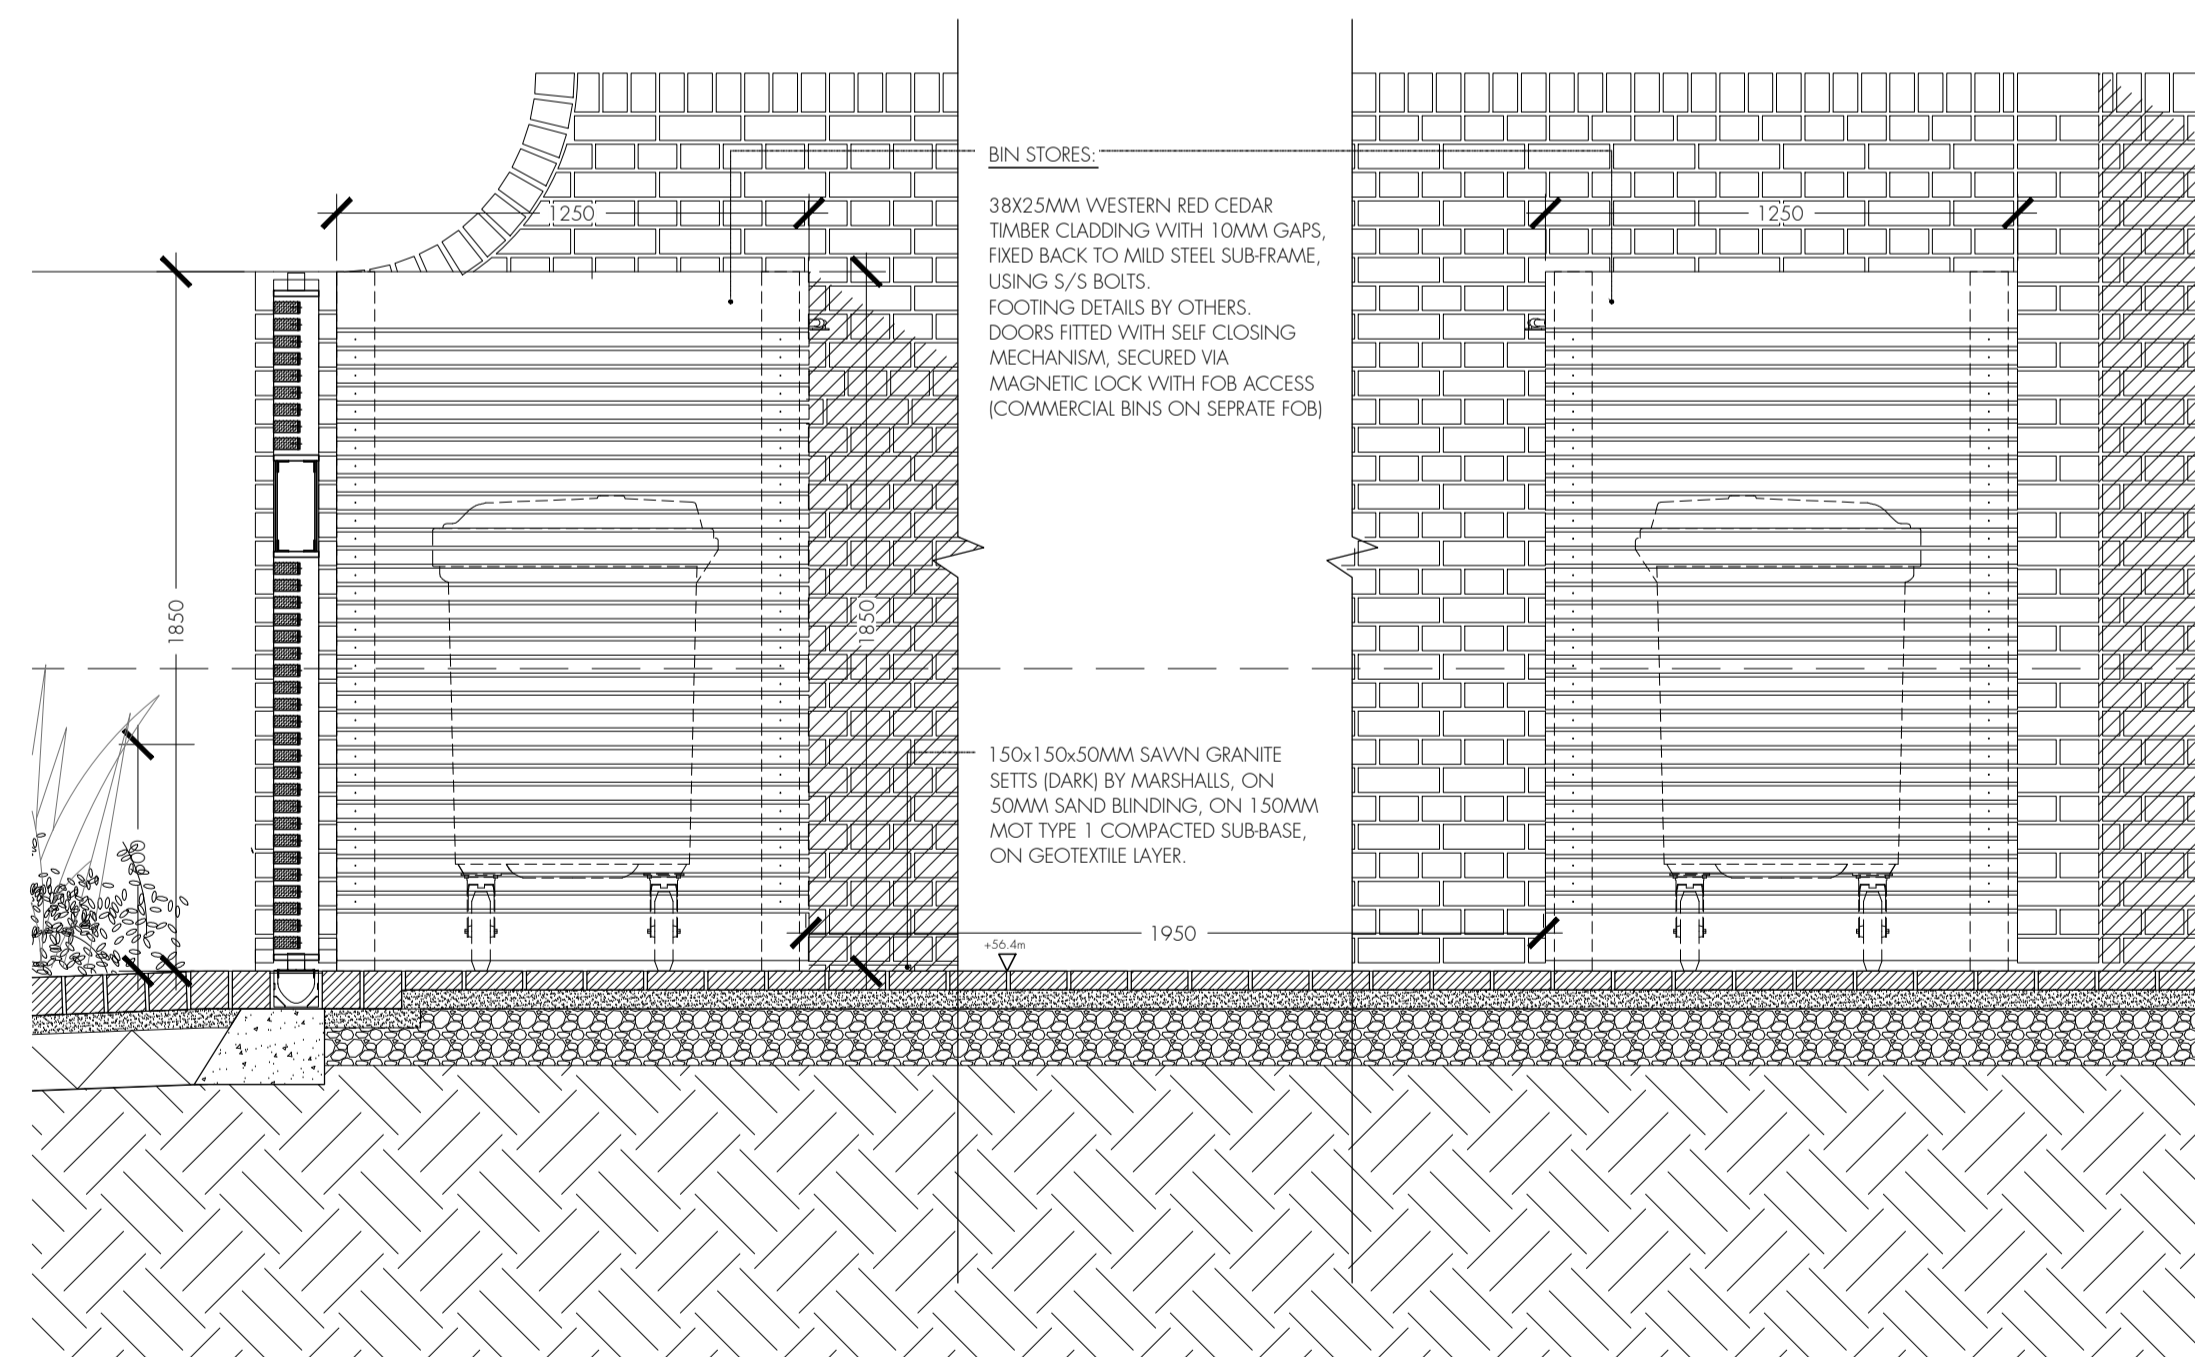 BIN STORES:
38X25MM WESTERN RED CEDAR
TIMBER CLADDING WITH 10MM GAPS,
FIXED BACK TO MILD STEEL SUB-FRAME,
USING S/S BOLTS.
FOOTING DETAILS BY OTHERS.
DOORS FITTED WITH SELF CLOSING
MECHANISM, SECURED VIA
MAGNETIC LOCK WITH FOB ACCESS
(COMMERCIAL BINS ON SEPRATE FOB)
1250
1250
1850
1850
150x150x50MM SAWN GRANITE
SETTS (DARK) BY MARSHALLS, ON
50MM SAND BLINDING, ON 150MM
MOT TYPE 1 COMPACTED SUB-BASE,
ON GEOTEXTILE LAYER.
1950
+56.4m